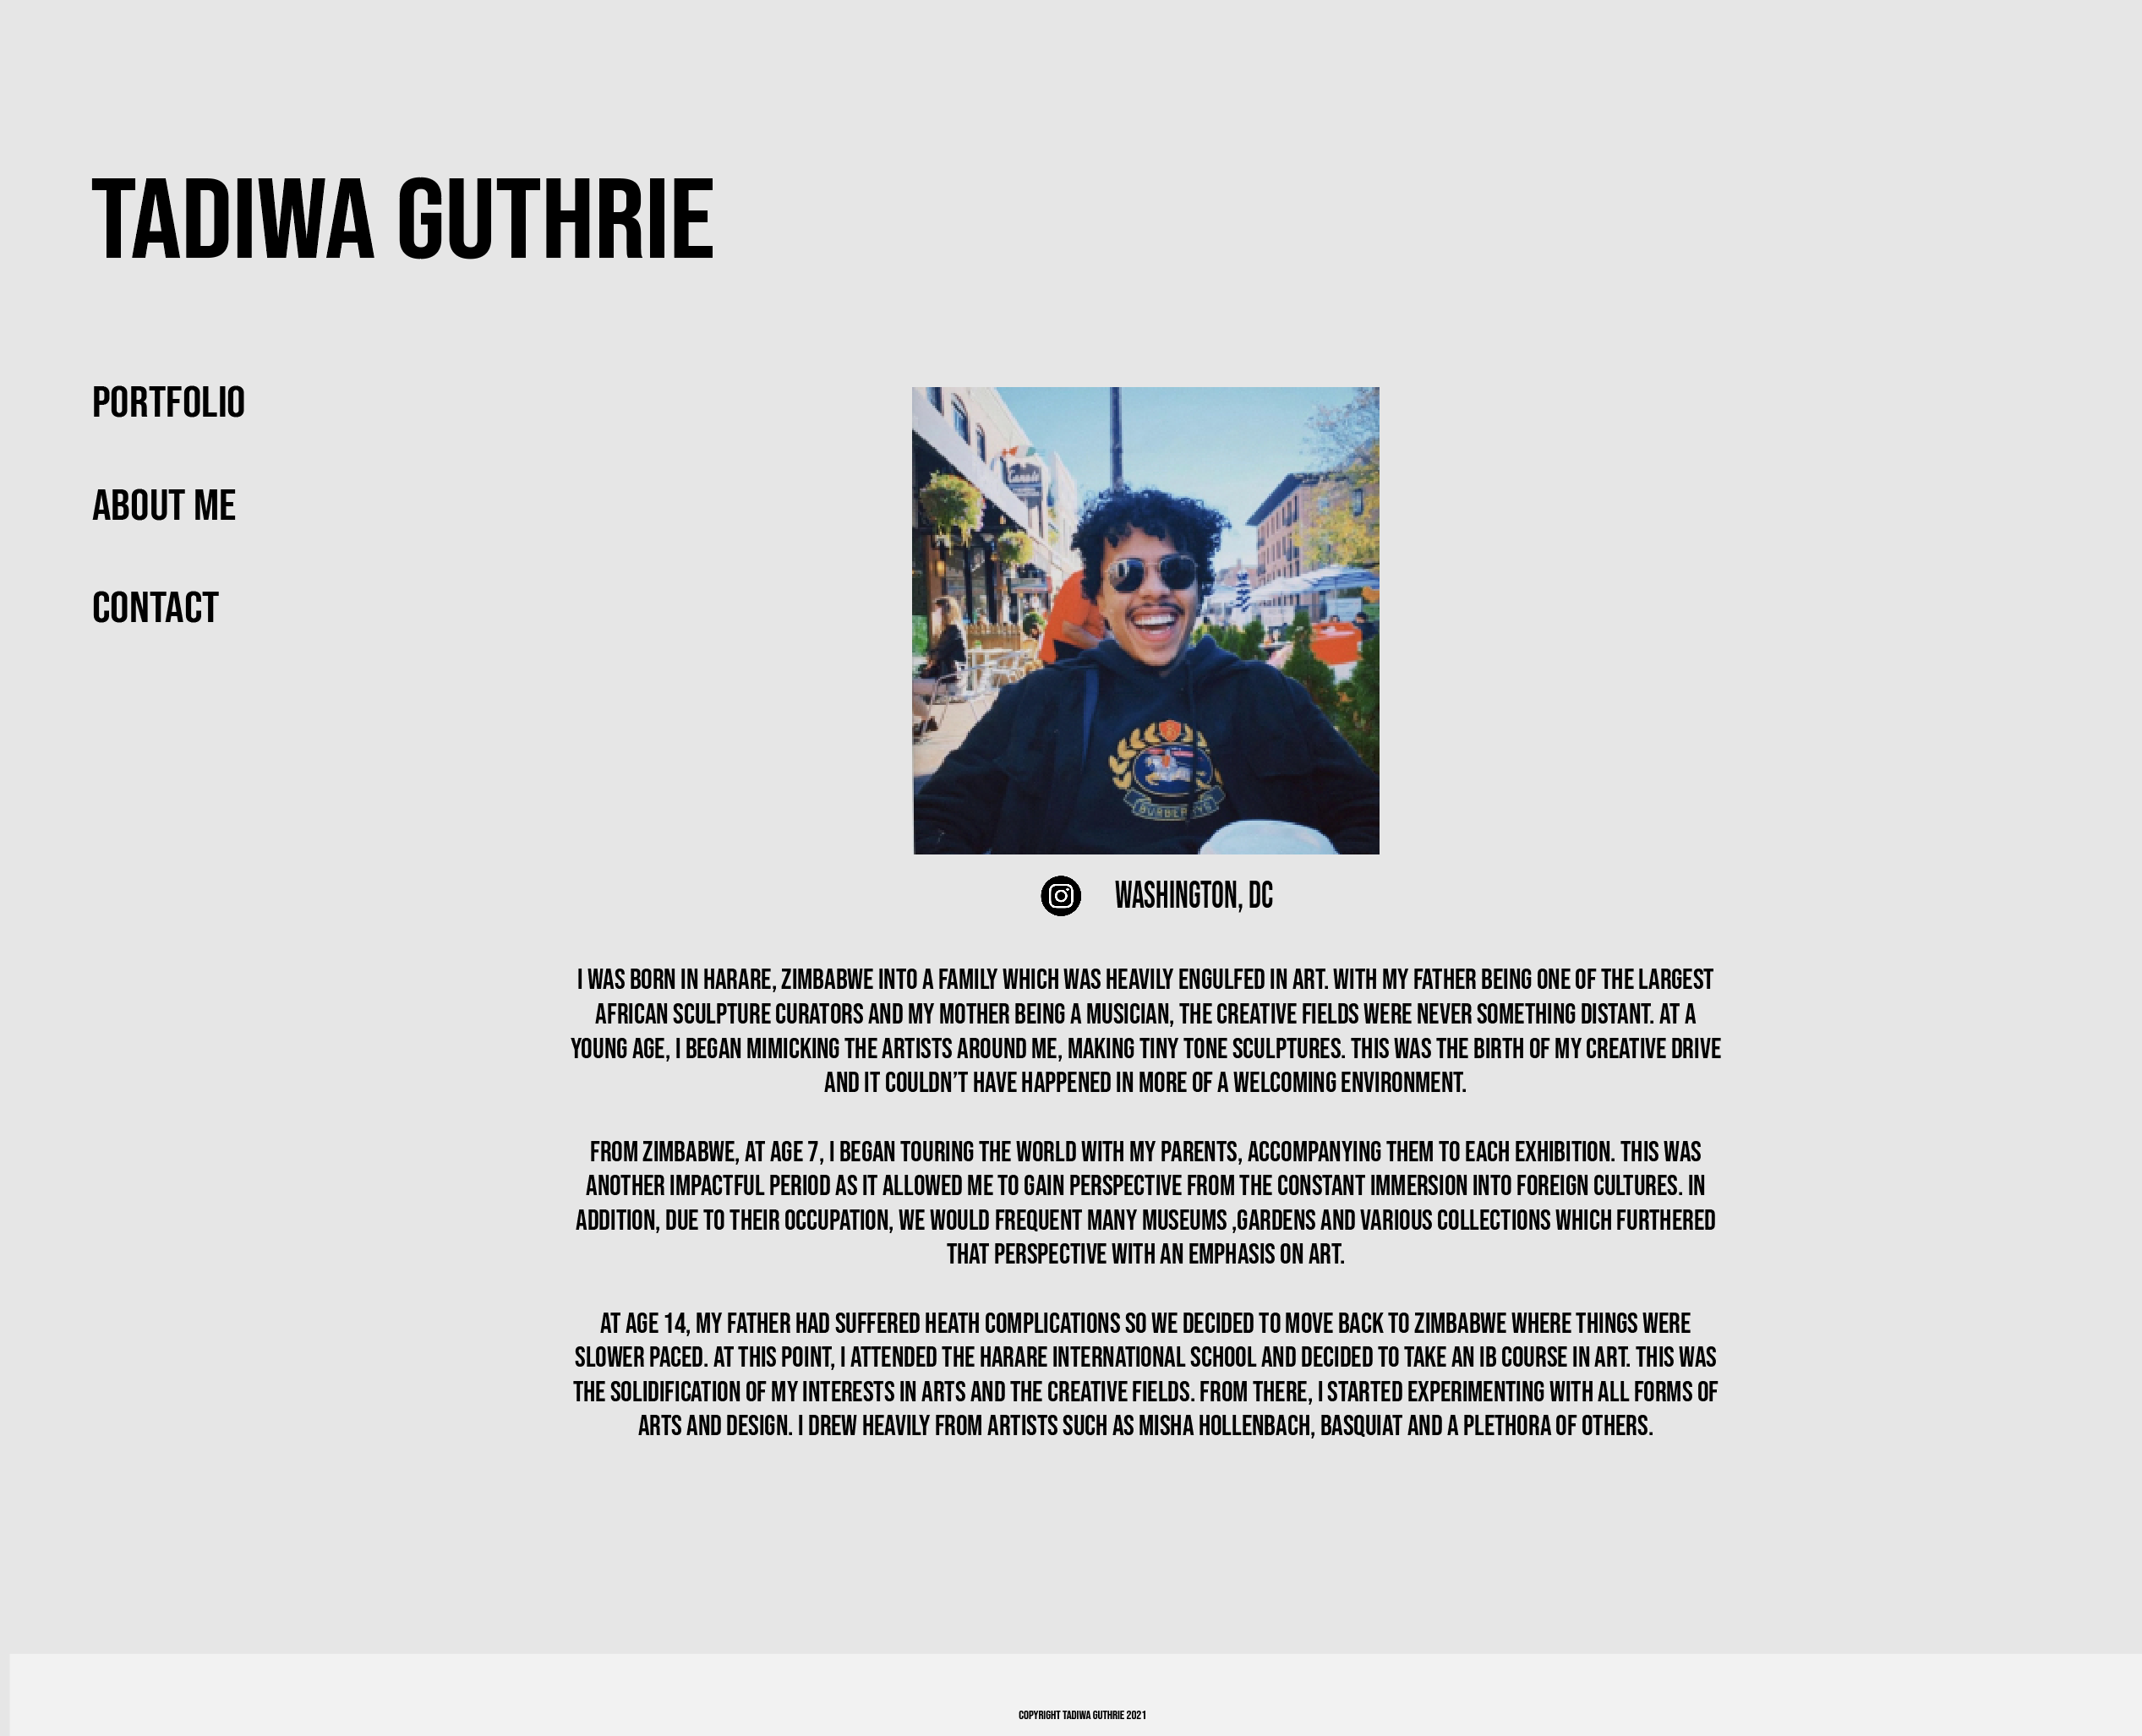 TADIWA GUTHRIE
PORTFOLIO
ABOUT ME
CONTACT
BURBERRYS
WASHINGTON, DC
I WAS BORN IN HARARE, ZIMBABWE INTO A FAMILY WHICH WAS HEAVILY ENGULFED IN ART. WITH MY FATHER BEING ONE OF THE LARGEST
AFRICAN SCULPTURE CURATORS AND MY MOTHER BEING A MUSICIAN, THE CREATIVE FIELDS WERE NEVER SOMETHING DISTANT. AT A
YOUNG AGE, I BEGAN MIMICKING THE ARTISTS AROUND ME, MAKING TINY TONE SCULPTURES. THIS WAS THE BIRTH OF MY CREATIVE DRIVE
AND IT COULDN’T HAVE HAPPENED IN MORE OF A WELCOMING ENVIRONMENT.
FROM ZIMBABWE, AT AGE 7, I BEGAN TOURING THE WORLD WITH MY PARENTS, ACCOMPANYING THEM TO EACH EXHIBITION. THIS WAS
ANOTHER IMPACTFUL PERIOD AS IT ALLOWED ME TO GAIN PERSPECTIVE FROM THE CONSTANT IMMERSION INTO FOREIGN CULTURES. IN
ADDITION, DUE TO THEIR OCCUPATION, WE WOULD FREQUENT MANY MUSEUMS ,GARDENS AND VARIOUS COLLECTIONS WHICH FURTHERED
THAT PERSPECTIVE WITH AN EMPHASIS ON ART.
AT AGE 14, MY FATHER HAD SUFFERED HEATH COMPLICATIONS SO WE DECIDED TO MOVE BACK TO ZIMBABWE WHERE THINGS WERE
SLOWER PACED. AT THIS POINT, I ATTENDED THE HARARE INTERNATIONAL SCHOOL AND DECIDED TO TAKE AN IB COURSE IN ART. THIS WAS
THE SOLIDIFICATION OF MY INTERESTS IN ARTS AND THE CREATIVE FIELDS. FROM THERE, I STARTED EXPERIMENTING WITH ALL FORMS OF
ARTS AND DESIGN. I DREW HEAVILY FROM ARTISTS SUCH AS MISHA HOLLENBACH, BASQUIAT AND A PLETHORA OF OTHERS.
COPYRIGHT TADIWA GUTHRIE 2021